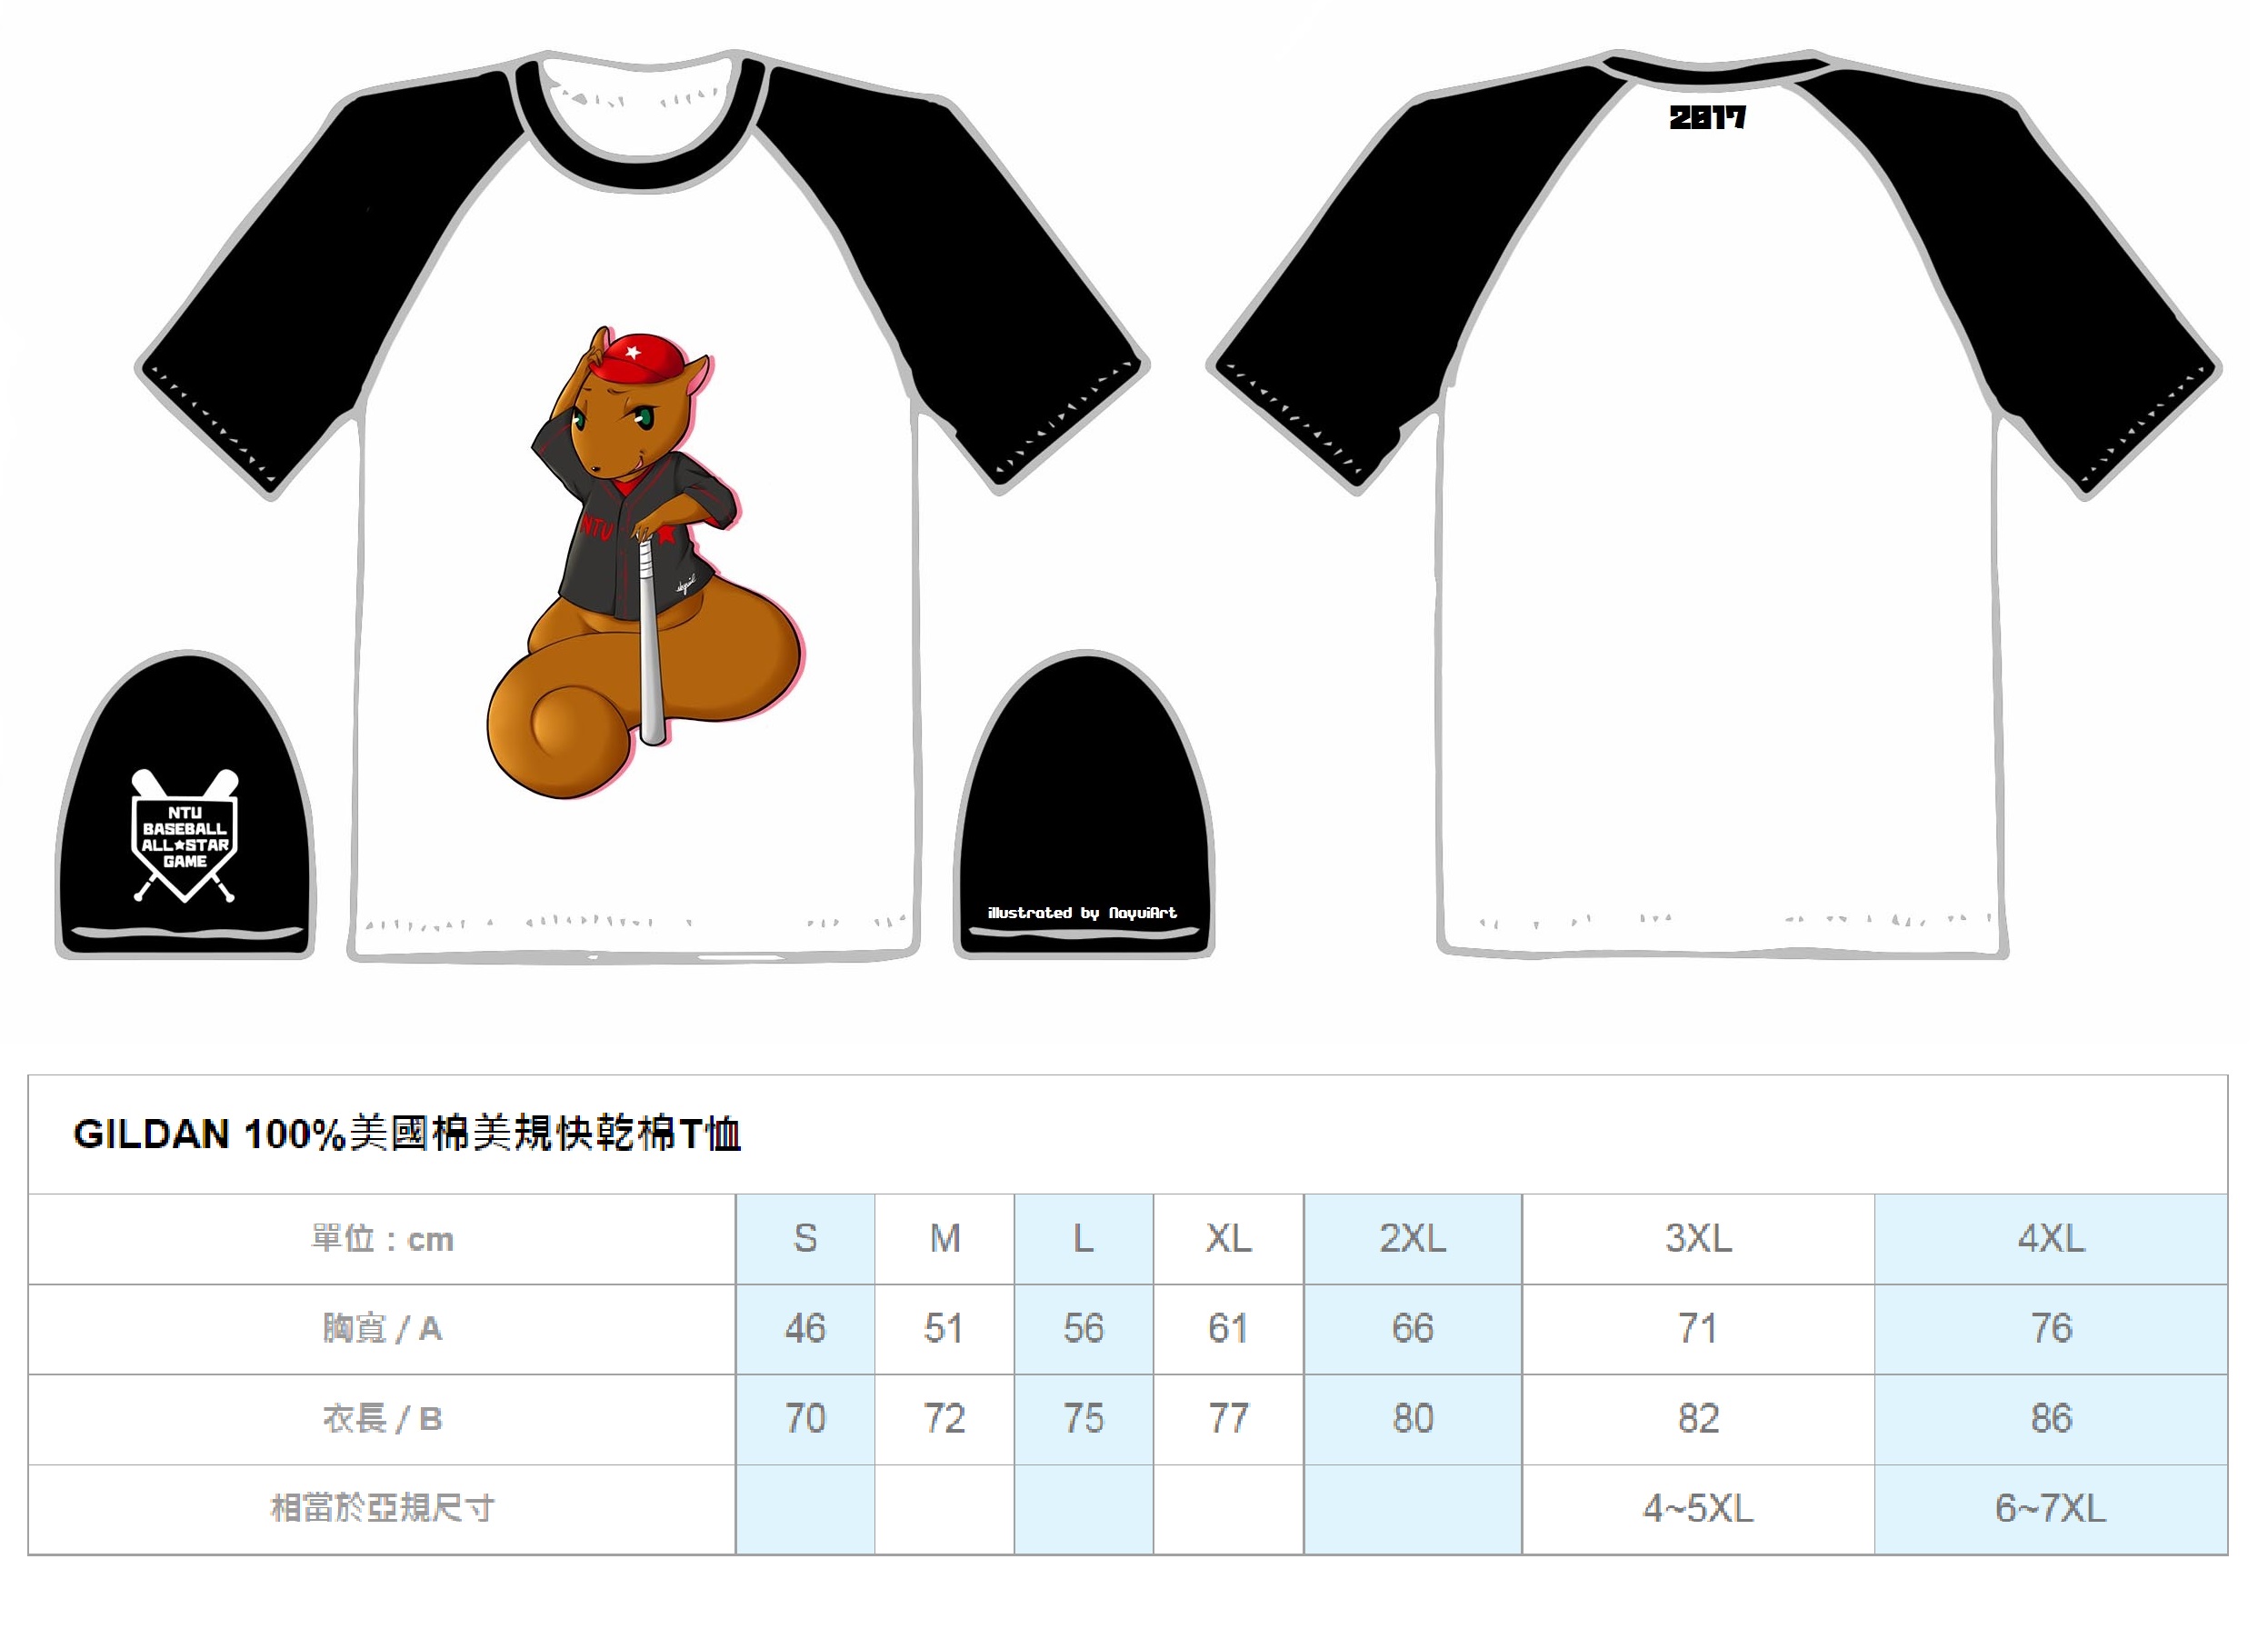 2017
NTU
NTU
BASEBALL
ALL★STAR
GAME
illustrated by NayuiArt
GILDAN 100%美國棉美規快乾棉T恤
單位：cm S M L XL 2XL 3XL 4XL
胸寬 / A 46 51 56 61 66 71 76
衣長 / B 70 72 75 77 80 82 86
相當於亞規尺寸 4~5XL 6~7XL